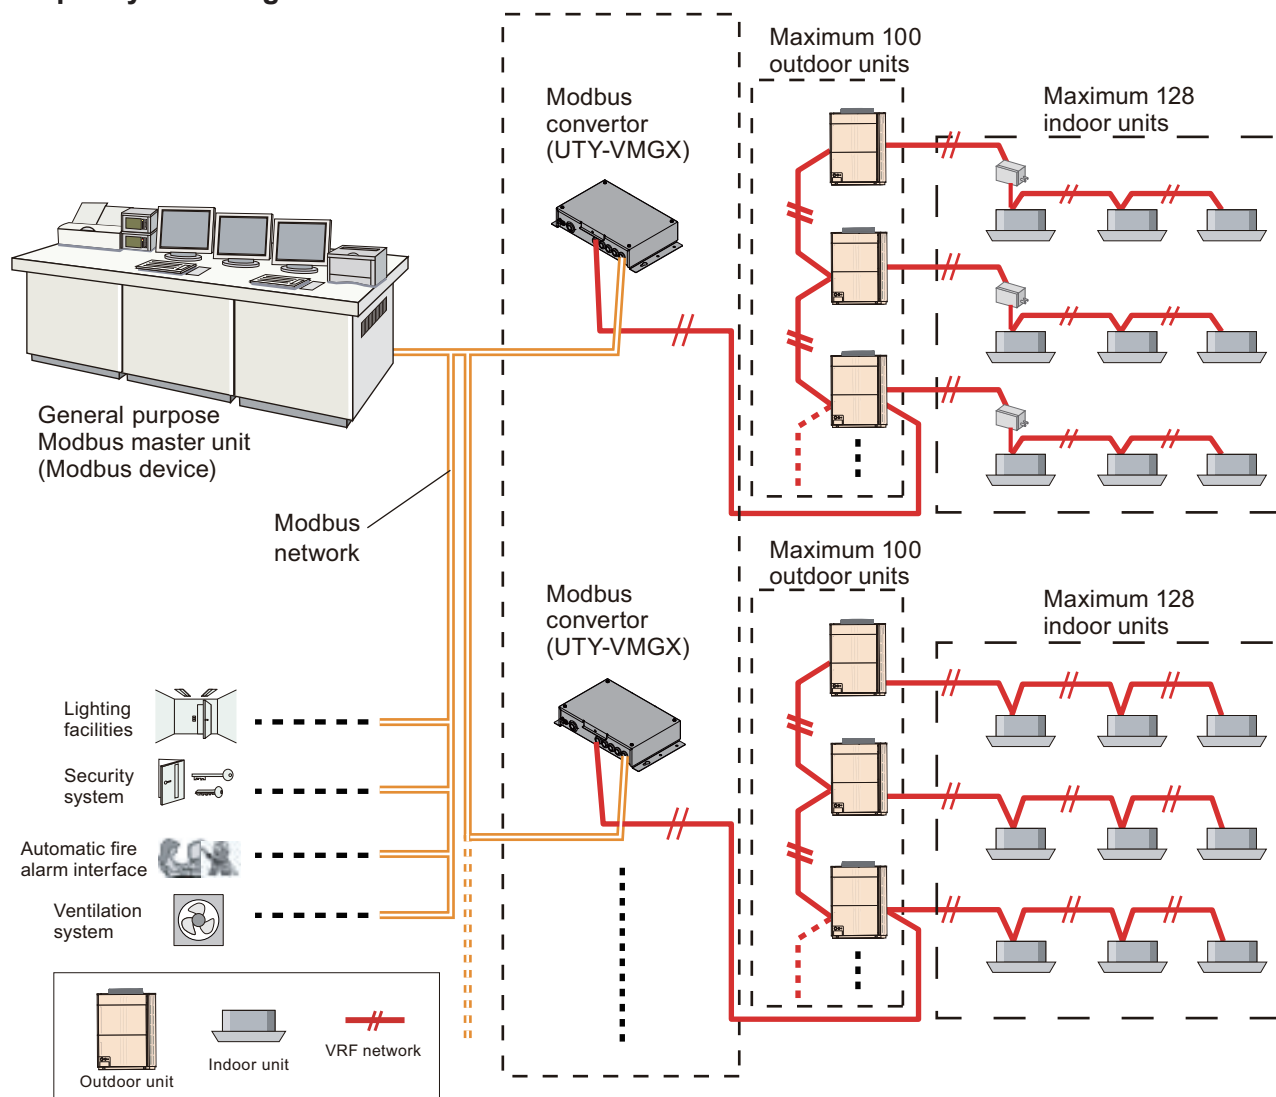 Maximum 100
outdoor units
Modbus
convertor
(UTY-VMGX)
Maximum 128
indoor units
General purpose
Modbus master unit
(Modbus device)
Modbus
network
Maximum 100
outdoor units
Modbus
convertor
(UTY-VMGX)
Maximum 128
indoor units
Lighting
facilities
Security
system
Automatic fire
alarm interface
Ventilation
system
Outdoor unit
Indoor unit
VRF network